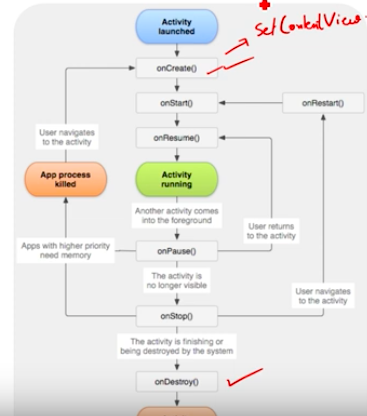 Activity
launched
SetContentView
onCreate()
onStart()
onRestart()
onResume()
User navigates
to the activity
App process
killed
Activity
running
Another activity comes
into the foreground
User returns
to the activity
Apps with higher priority
need memory
onPause()
The activity is
no longer visible
User navigates
to the activity
onStop()
The activity is finishing or
being destroyed by the system
onDestroy()